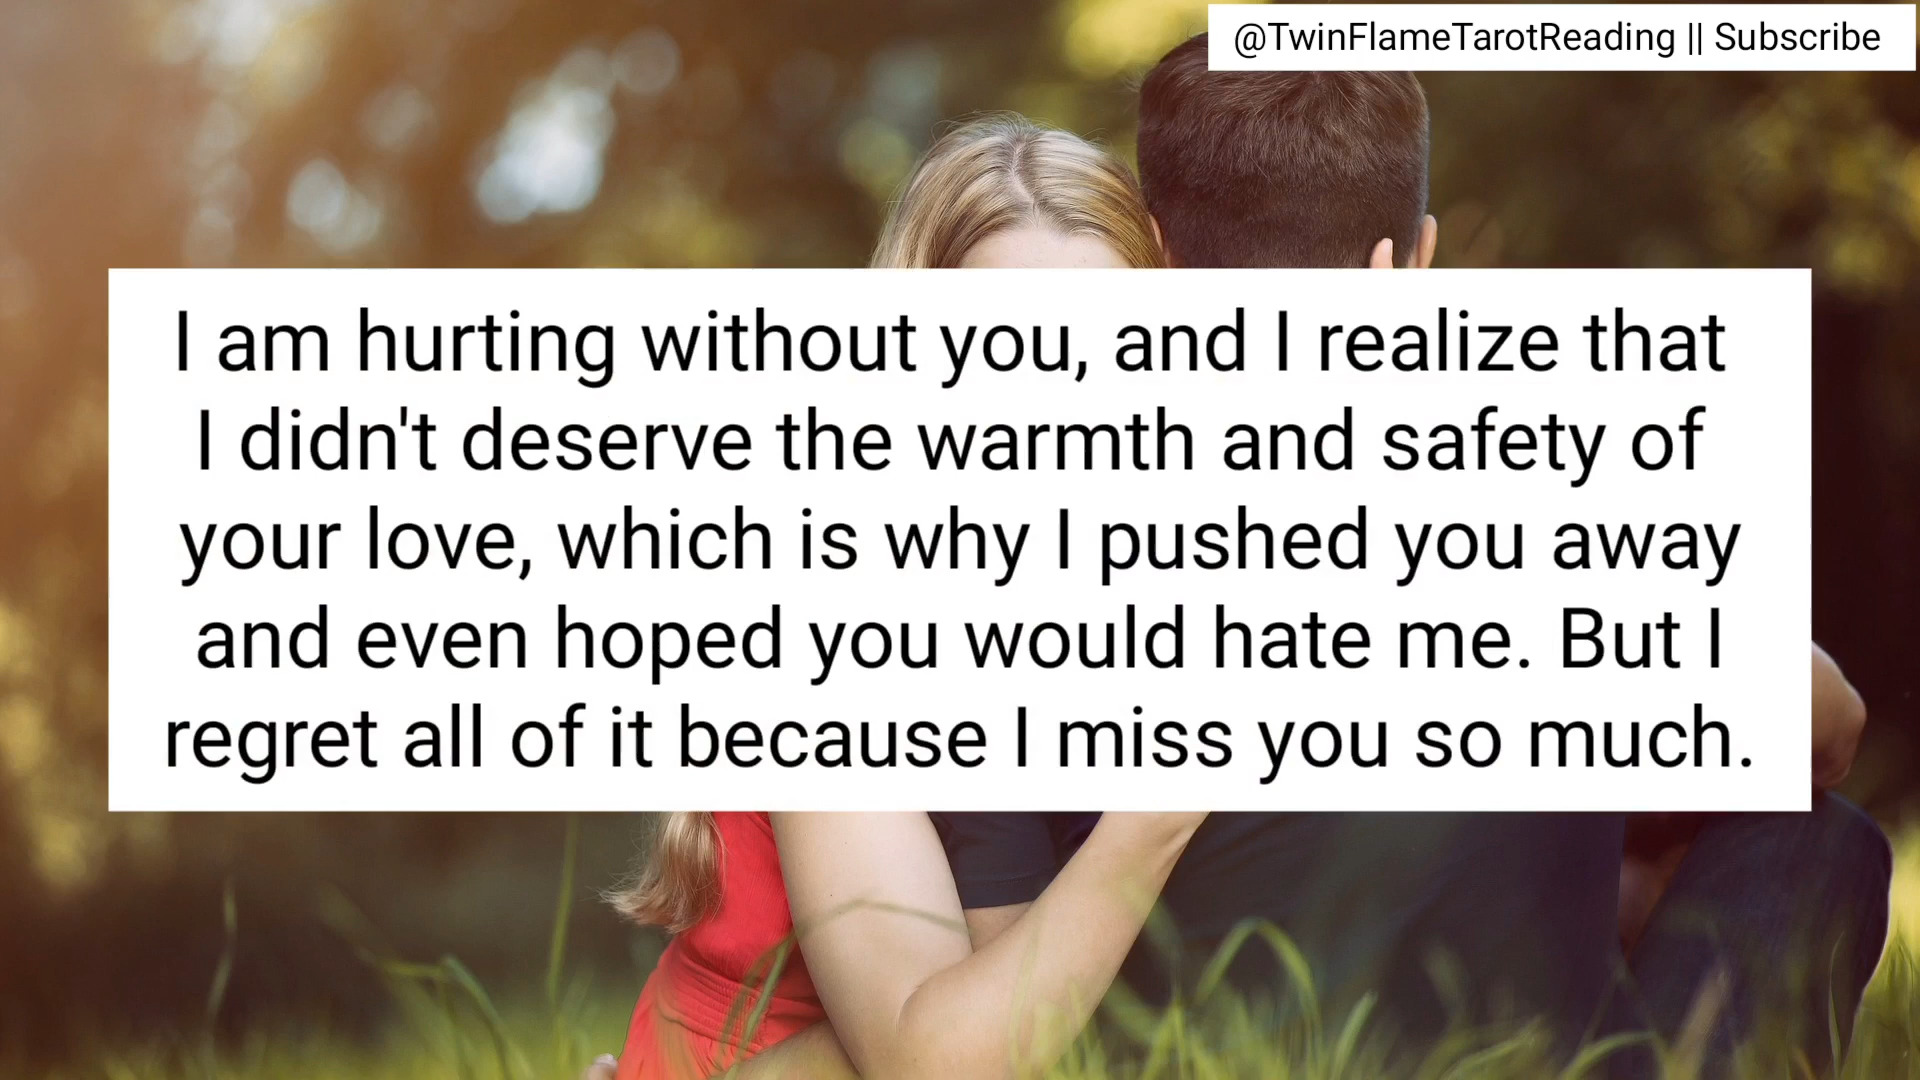 @TwinFlameTarotReading || Subscribe
I am hurting without you, and I realize that
I didn't deserve the warmth and safety of
your love, which is why I pushed you away
and even hoped you would hate me. But I
regret all of it because I miss you so much.